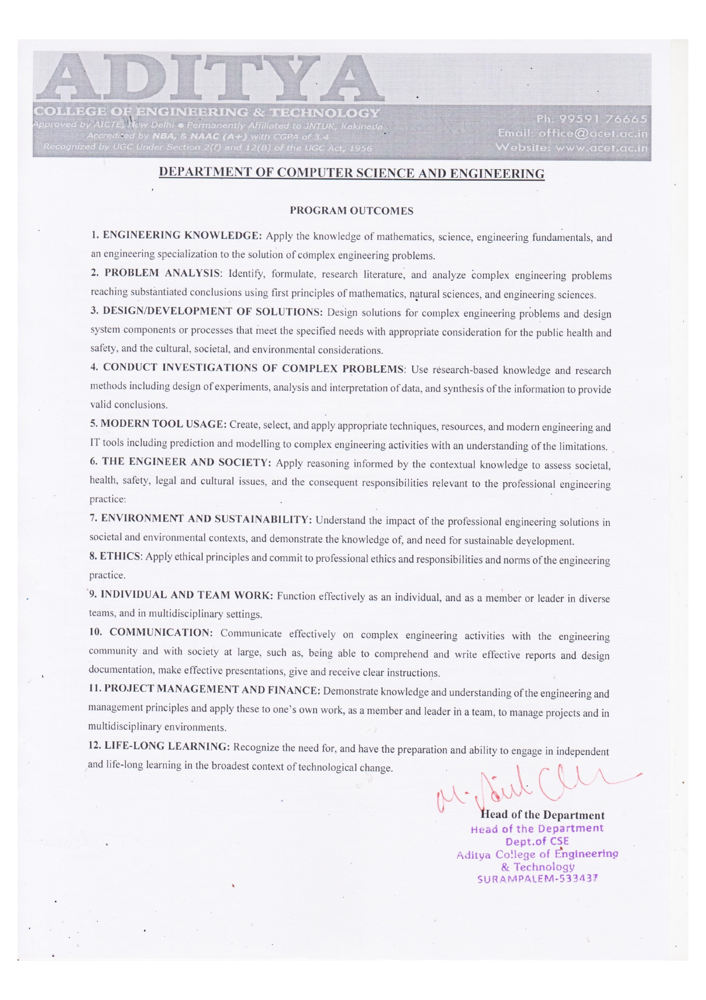 ADITYA
COLLEGE OF ENGINEERING & TECHNOLOGY
Approved by AICTE, New Delhi ● Permanently Affiliated to JNTUK, Kakinada
Accredited by NBA, & NAAC (A+) with CGPA of 3.4
Recognized by UGC Under Section 2(f) and 12(B) of the UGC Act, 1956
Ph: 99591 76665
Email: office@acet.ac.in
Website: www.acet.ac.in
DEPARTMENT OF COMPUTER SCIENCE AND ENGINEERING
PROGRAM OUTCOMES
1. ENGINEERING KNOWLEDGE: Apply the knowledge of mathematics, science, engineering fundamentals, and
an engineering specialization to the solution of complex engineering problems.
2. PROBLEM ANALYSIS: Identify, formulate, research literature, and analyze complex engineering problems
reaching substantiated conclusions using first principles of mathematics, natural sciences, and engineering sciences.
3. DESIGN/DEVELOPMENT OF SOLUTIONS: Design solutions for complex engineering problems and design
system components or processes that meet the specified needs with appropriate consideration for the public health and
safety, and the cultural, societal, and environmental considerations.
4. CONDUCT INVESTIGATIONS OF COMPLEX PROBLEMS: Use research-based knowledge and research
methods including design of experiments, analysis and interpretation of data, and synthesis of the information to provide
valid conclusions.
5. MODERN TOOL USAGE: Create, select, and apply appropriate techniques, resources, and modern engineering and
IT tools including prediction and modelling to complex engineering activities with an understanding of the limitations.
6. THE ENGINEER AND SOCIETY: Apply reasoning informed by the contextual knowledge to assess societal,
health, safety, legal and cultural issues, and the consequent responsibilities relevant to the professional engineering
practice:
7. ENVIRONMENT AND SUSTAINABILITY: Understand the impact of the professional engineering solutions in
societal and environmental contexts, and demonstrate the knowledge of, and need for sustainable development.
8. ETHICS: Apply ethical principles and commit to professional ethics and responsibilities and norms of the engineering
practice.
9. INDIVIDUAL AND TEAM WORK: Function effectively as an individual, and as a member or leader in diverse
teams, and in multidisciplinary settings.
10. COMMUNICATION: Communicate effectively on complex engineering activities with the engineering
community and with society at large, such as, being able to comprehend and write effective reports and design
documentation, make effective presentations, give and receive clear instructions.
11. PROJECT MANAGEMENT AND FINANCE: Demonstrate knowledge and understanding of the engineering and
management principles and apply these to one’s own work, as a member and leader in a team, to manage projects and in
multidisciplinary environments.
12. LIFE-LONG LEARNING: Recognize the need for, and have the preparation and ability to engage in independent
and life-long learning in the broadest context of technological change.
Head of the Department
Head of the Department
Dept.of CSE
Aditya College of Engineering
& Technology
SURAMPALEM-533437